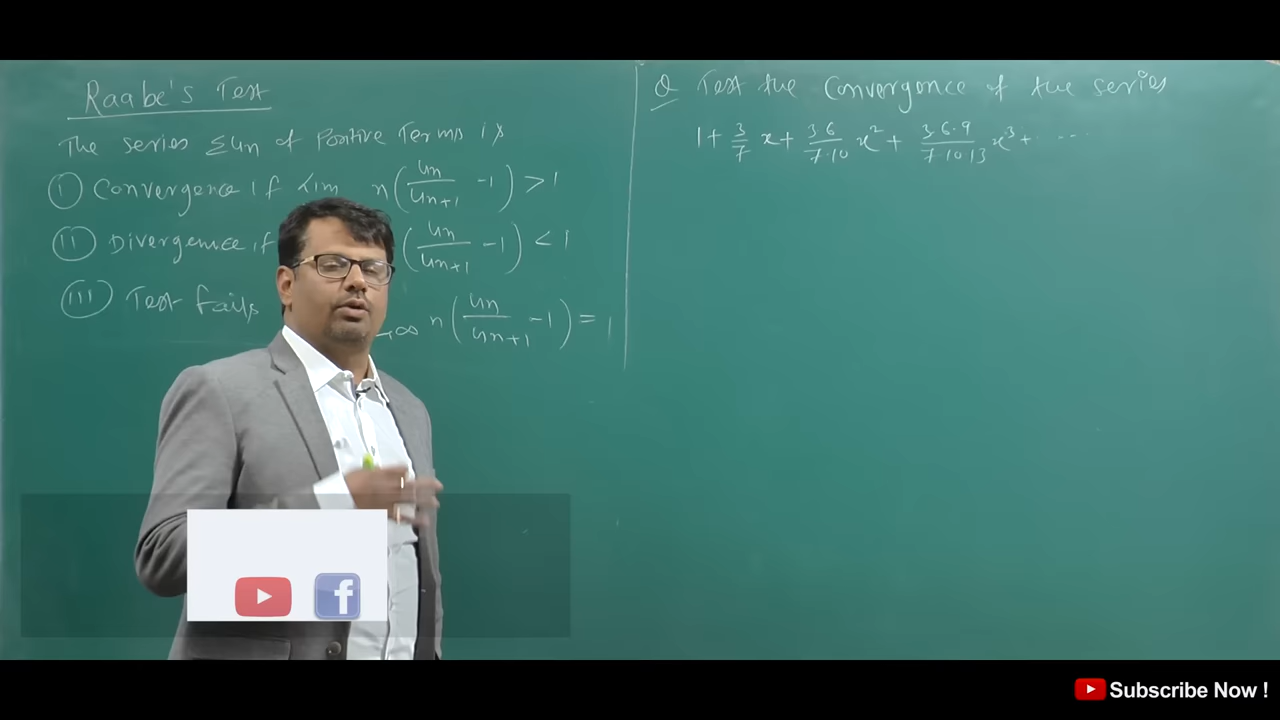 Raabe's Test
The series Σun of Positive Terms is
(I) Convergence if Lim n(un/un+1 -1) > 1
(II) Divergence if (un/un+1 -1) < 1
(III) Test fails →∞ n(un/un+1 -1) = 1
Q Test the Convergence of the series
1 + 3/7 x + 3.6/7.10 x² + 3.6.9/7.10.13 x³ + .....
f
Subscribe Now !